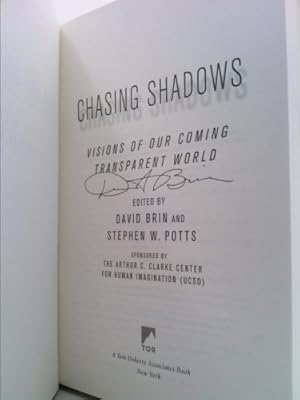 CHASING SHADOWS
VISIONS OF OUR COMING
TRANSPARENT WORLD
EDITED BY
DAVID BRIN AND
STEPHEN W. POTTS
SPONSORED BY
THE ARTHUR C. CLARKE CENTER
FOR HUMAN IMAGINATION (UCSD)
TOR
A Tom Doherty Associates Book
New York